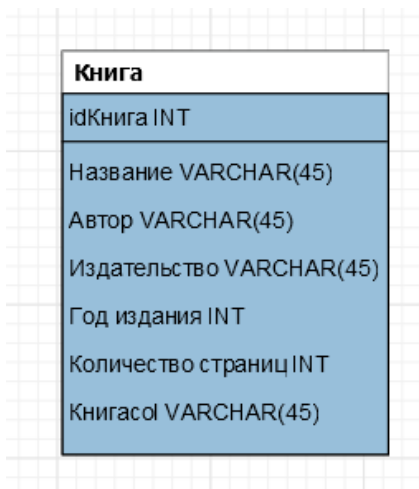 Книга
idКнига INT
Название VARCHAR(45)
Автор VARCHAR(45)
Издательство VARCHAR(45)
Год издания INT
Количество страниц INT
Книгаcol VARCHAR(45)